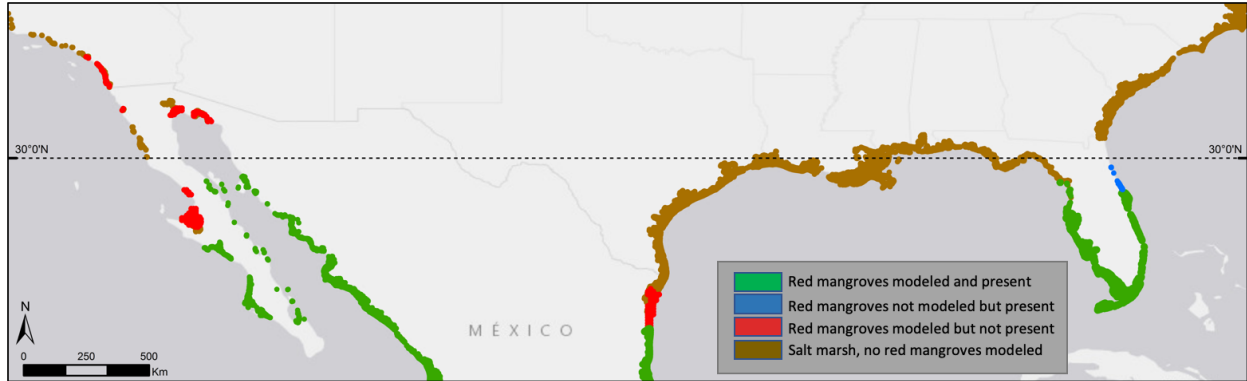 30°0'N
30°0'N
Red mangroves modeled and present
Red mangroves not modeled but present
Red mangroves modeled but not present
Salt marsh, no red mangroves modeled
N
MÉXICO
0 250 500
Km